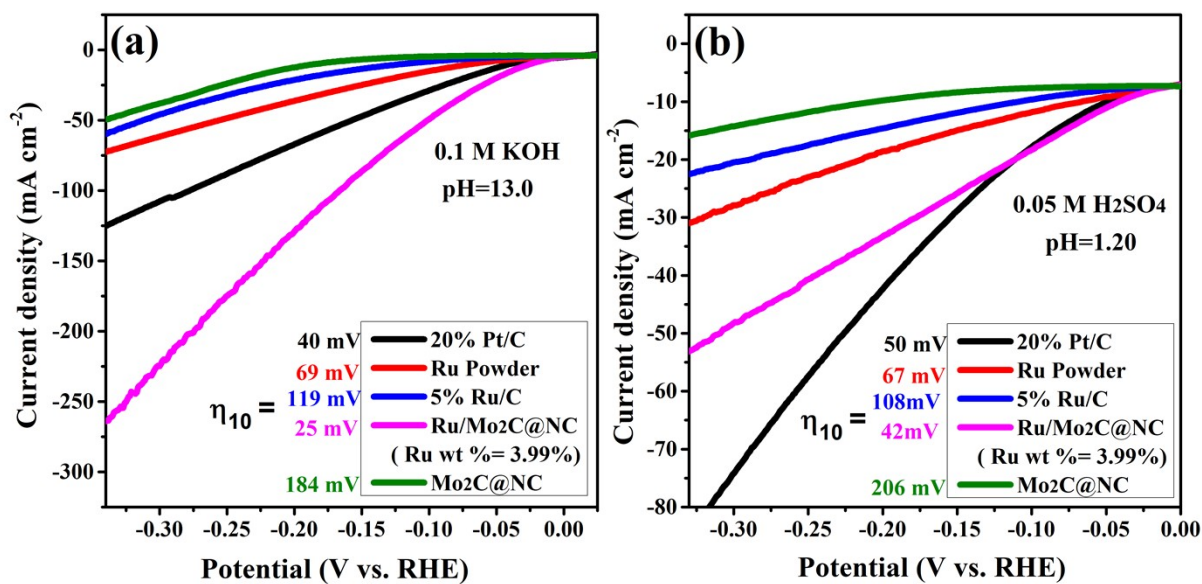 (a)
Current density (mA cm-2)
0
-50
-100
-150
-200
-250
-300
0.1 M KOH
pH=13.0
η10 =
40 mV 20% Pt/C
69 mV Ru Powder
119 mV 5% Ru/C
25 mV Ru/Mo2C@NC
( Ru wt %= 3.99%)
184 mV Mo2C@NC
-0.30 -0.25 -0.20 -0.15 -0.10 -0.05 0.00
Potential (V vs. RHE)
(b)
Current density (mA cm-2)
0
-10
-20
-30
-40
-50
-60
-70
-80
0.05 M H2SO4
pH=1.20
η10 =
50 mV 20% Pt/C
67 mV Ru Powder
108mV 5% Ru/C
42mV Ru/Mo2C@NC
( Ru wt %= 3.99%)
206 mV Mo2C@NC
-0.30 -0.25 -0.20 -0.15 -0.10 -0.05 0.00
Potential (V vs. RHE)